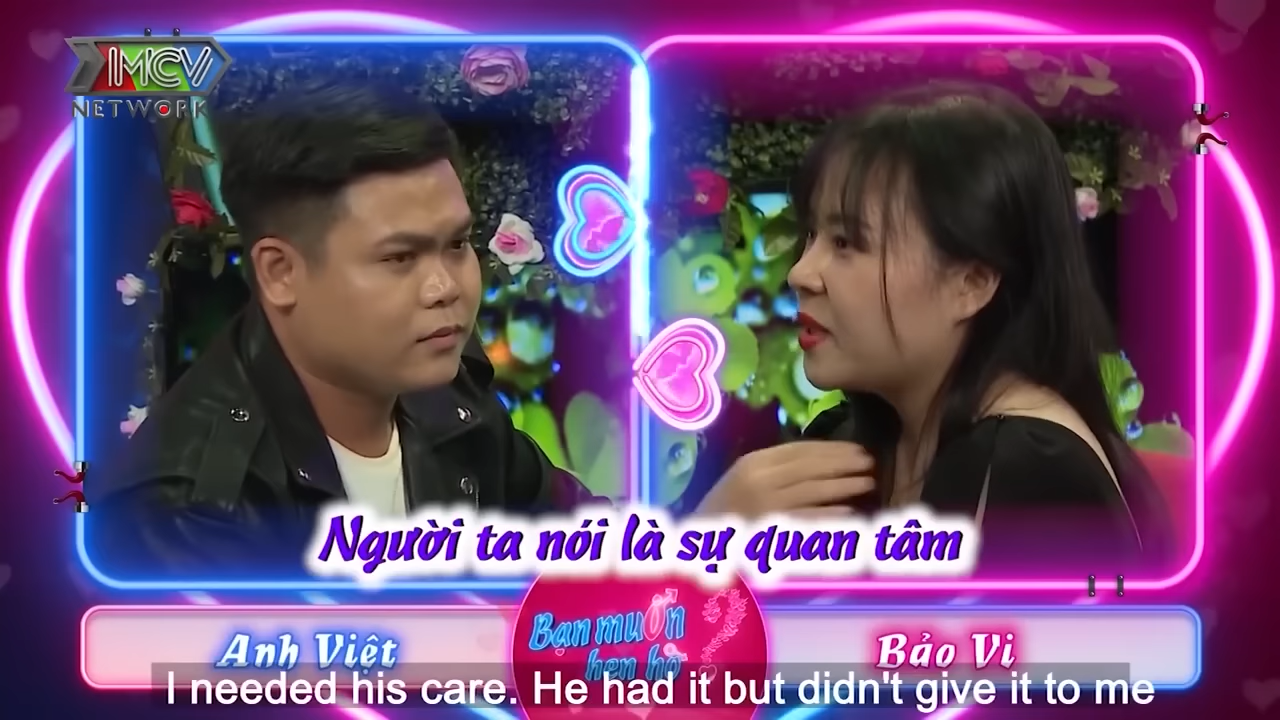 MCV
NETWORK
Người ta nói là sự quan tâm
Anh Việt
Bạn muốn
hẹn hò
Bảo Vi
I needed his care. He had it but didn't give it to me